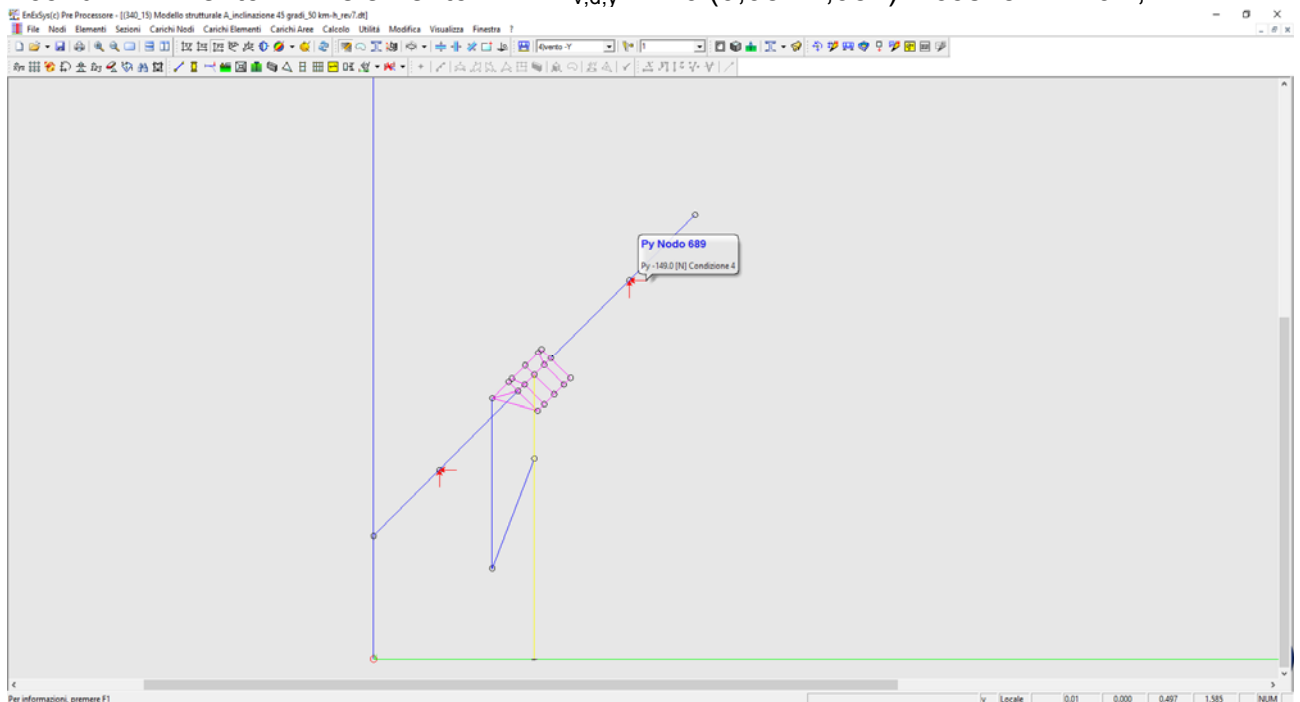 EnExSys(c) Pre Processore - [(340_15) Modello strutturale A_inclinazione 45 gradi_50 km-h_rev7.dt]
File Nodi Elementi Sezioni Carichi Nodi Carichi Elementi Carichi Aree Calcolo Utilità Modifica Visualizza Finestra ?
4)vento -Y 1
Py Nodo 689
Py -149.0 [N] Condizione 4
Per informazioni, premere F1
y Locale 0.01 0.000 0.497 1.585 NUM